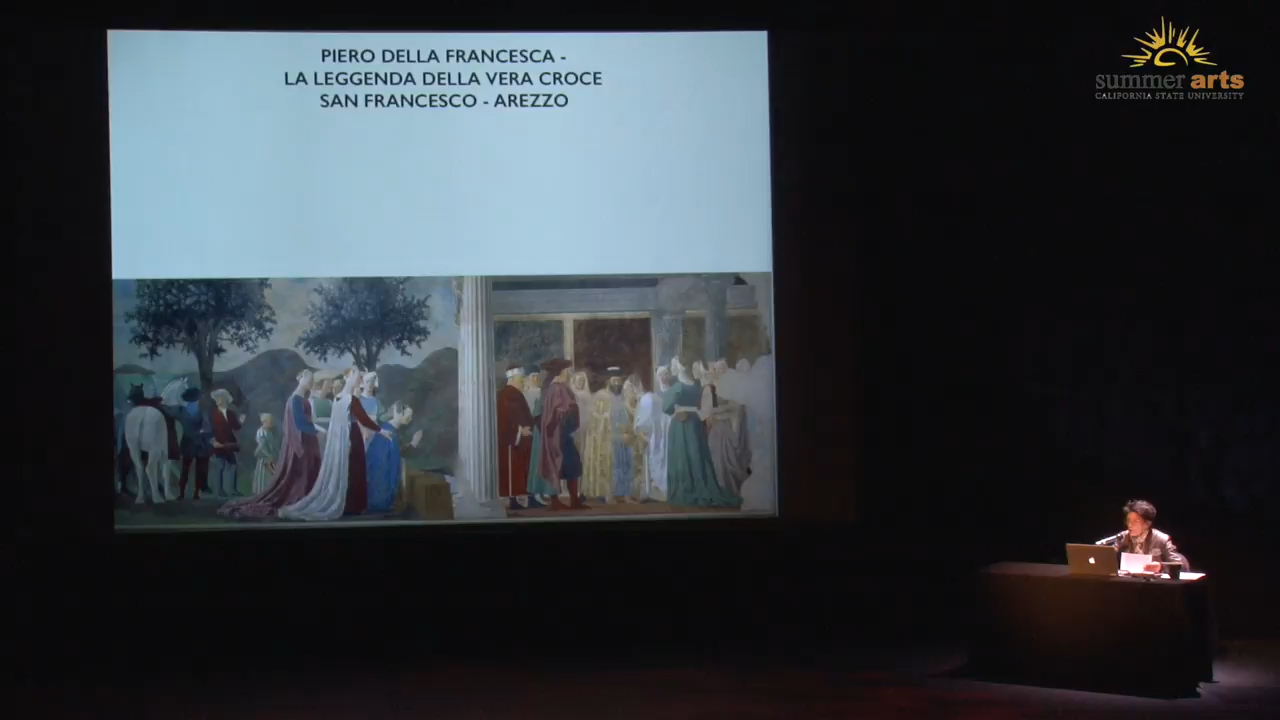 PIERO DELLA FRANCESCA -
LA LEGGENDA DELLA VERA CROCE
SAN FRANCESCO - AREZZO
summer arts
CALIFORNIA STATE UNIVERSITY